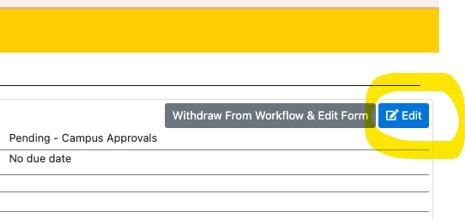 Withdraw From Workflow & Edit Form Edit
Pending - Campus Approvals
No due date